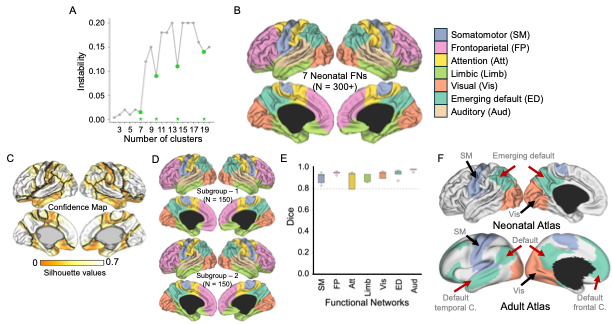 A
Instability
0.20
0.15
0.10
0.05
0.00
3 5 7 9 11 13 15 17 19
Number of clusters
B
7 Neonatal FNs
(N = 300+)
Somatomotor (SM)
Frontoparietal (FP)
Attention (Att)
Limbic (Limb)
Visual (Vis)
Emerging default (ED)
Auditory (Aud)
C
Confidence Map
0 0.7
Silhouette values
D
Subgroup – 1
(N = 150)
Subgroup – 2
(N = 150)
E
Dice
1.0
0.8
0.6
0.4
0.2
0.0
SM FP Att Limb Vis ED Aud
Functional Networks
F
SM
Emerging default
Vis
Neonatal Atlas
SM
Default
Vis
Default
temporal C.
Default
frontal C.
Adult Atlas